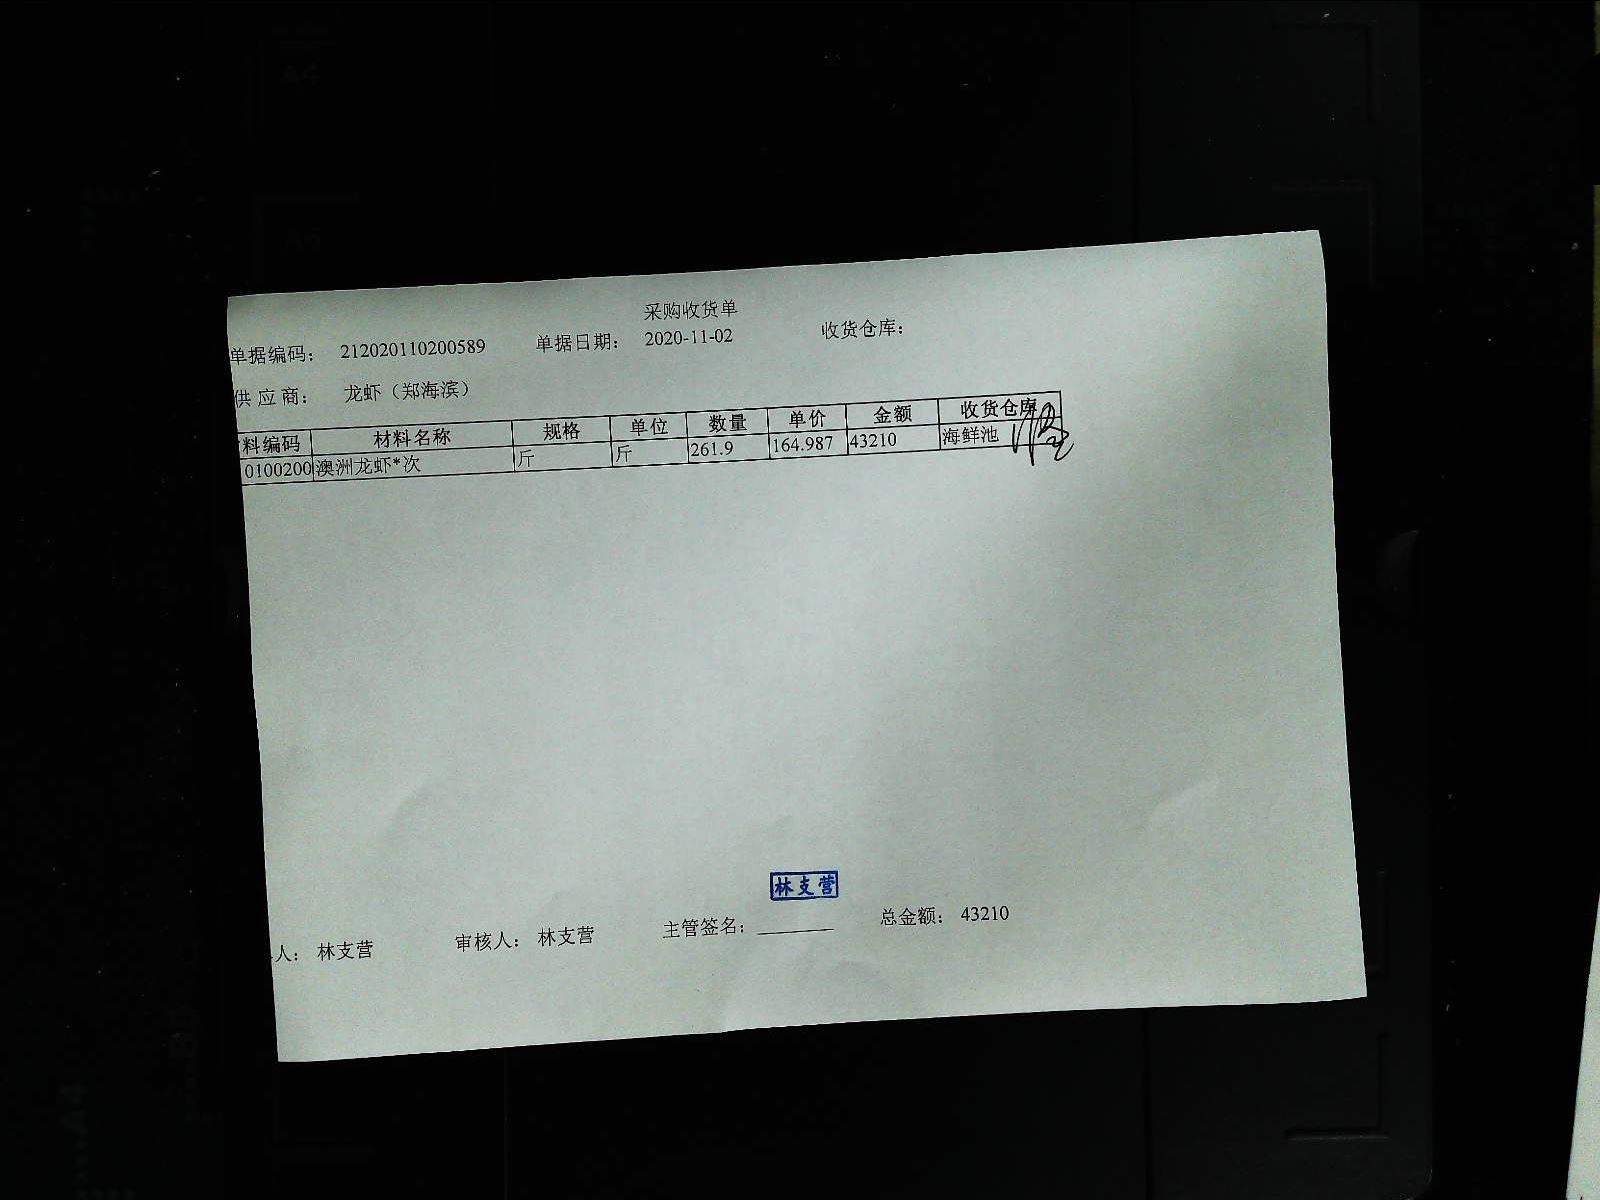 采购收货单
单据编码： 212020110200589 单据日期： 2020-11-02 收货仓库：
供应商： 龙虾（郑海滨）
料编码 材料名称 规格 单位 数量 单价 金额 收货仓库
0100200 澳洲龙虾*次 斤 斤 261.9 164.987 43210 海鲜池
林支营
人： 林支营 审核人： 林支营 主管签名： 总金额： 43210